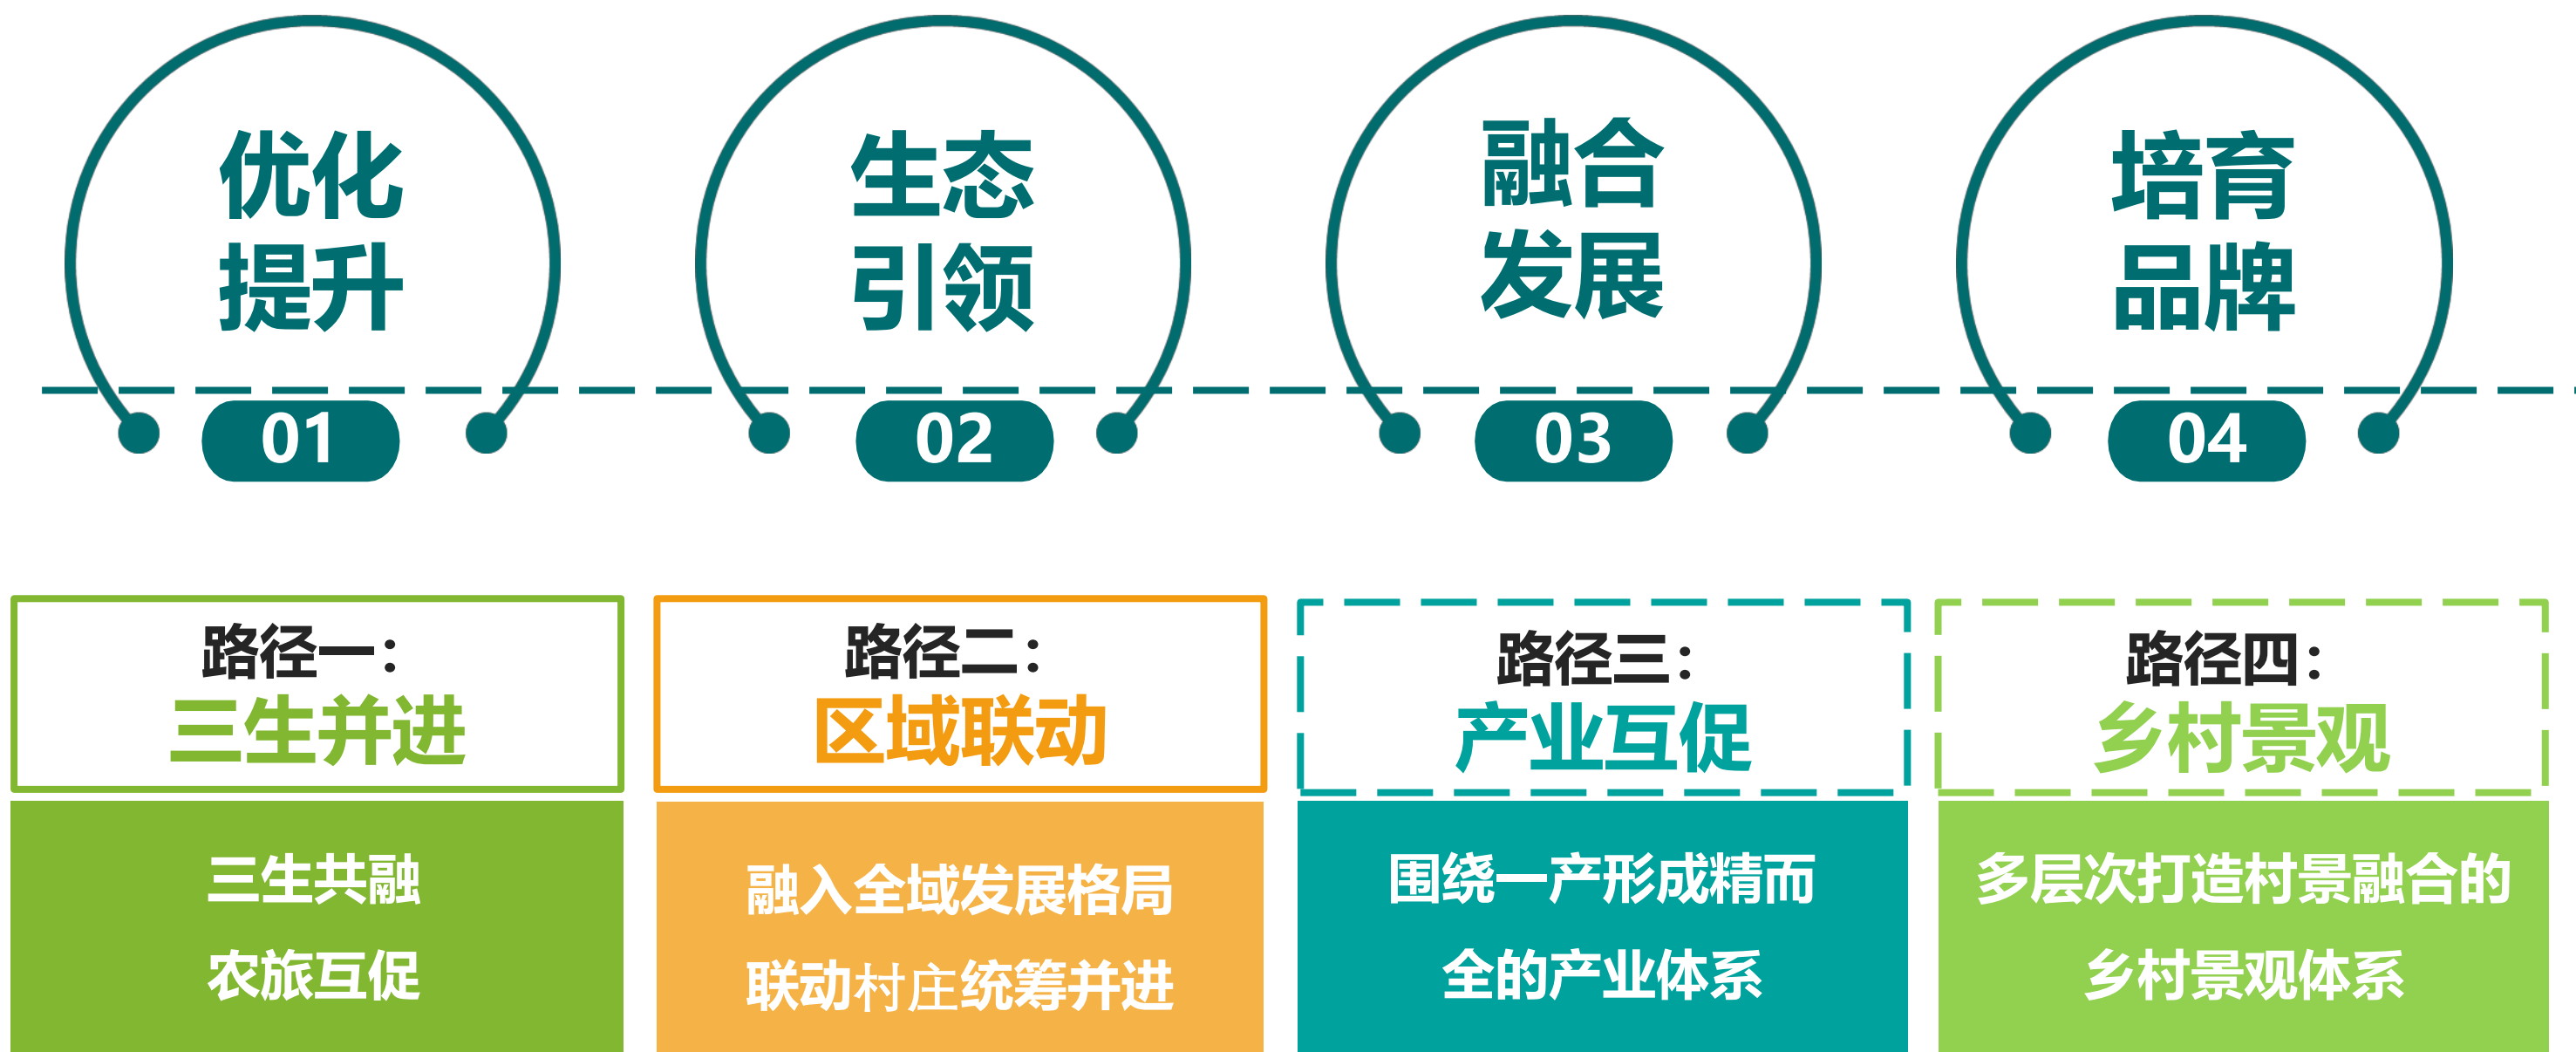 优化
提升
01
生态
引领
02
融合
发展
03
培育
品牌
04
路径一：
三生并进
三生共融
农旅互促
路径二：
区域联动
融入全域发展格局
联动村庄统筹并进
路径三：
产业互促
围绕一产形成精而
全的产业体系
路径四：
乡村景观
多层次打造村景融合的
乡村景观体系